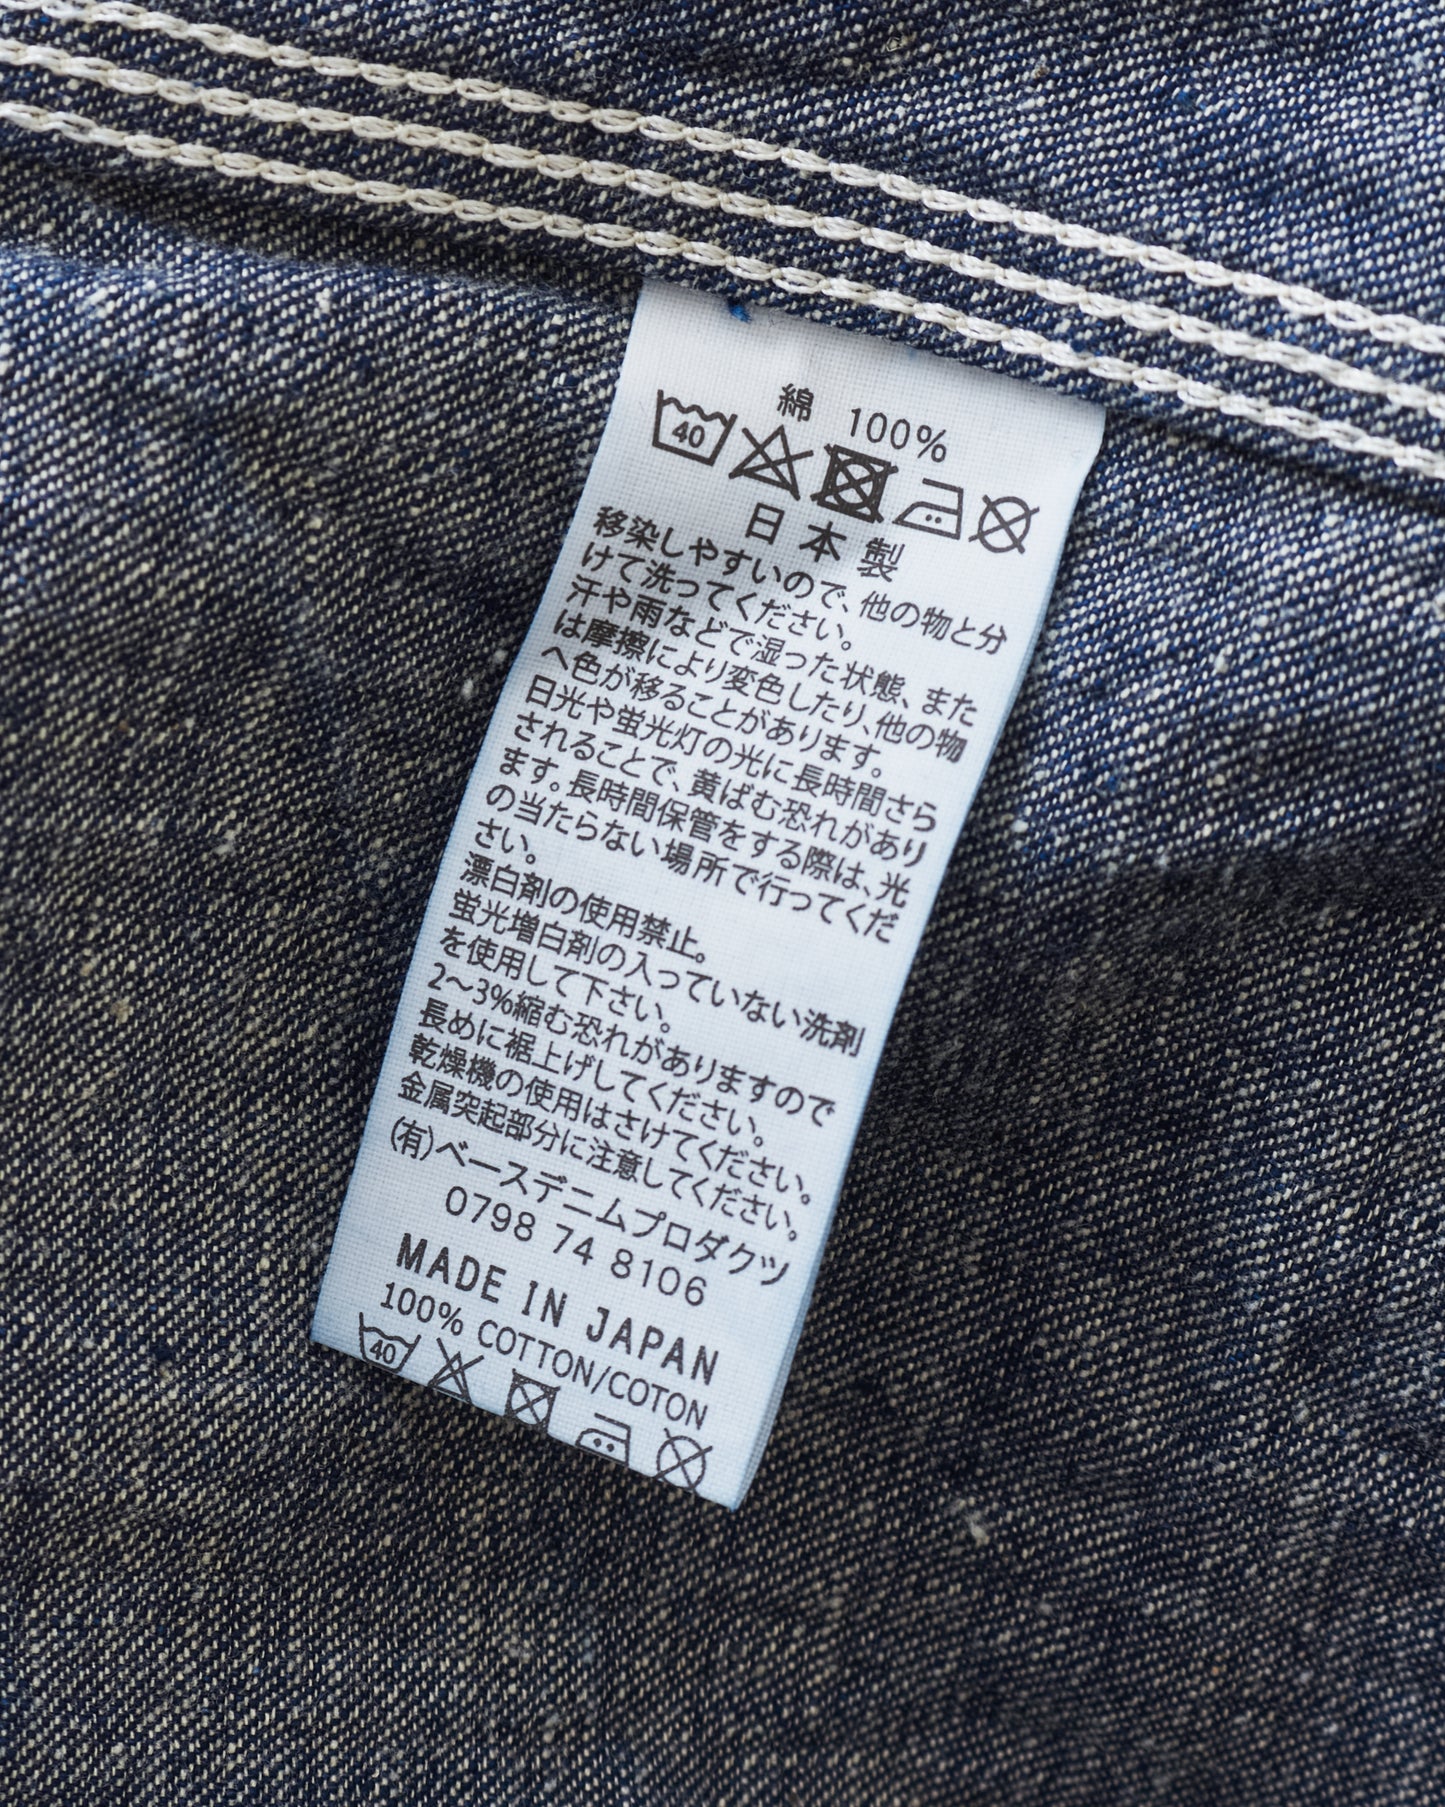 綿 100%
40
日本製
移染しやすいので、他の物と分
けて洗ってください。
汗や雨などで湿った状態、また
は摩擦により変色したり、他の物
へ色が移ることがあります。
日光や蛍光灯の光に長時間さら
されることで、黄ばむ恐れがあり
ます。長時間保管をする際は、光
の当たらない場所で行ってくだ
さい。
漂白剤の使用禁止。
蛍光増白剤の入っていない洗剤
を使用して下さい。
2〜3%縮む恐れがありますので
長めに裾上げしてください。
乾燥機の使用はさけてください。
金属突起部分に注意してください。
(有)ベースデニムプロダクツ
0798 74 8106
MADE IN JAPAN
100% COTTON/COTON
40